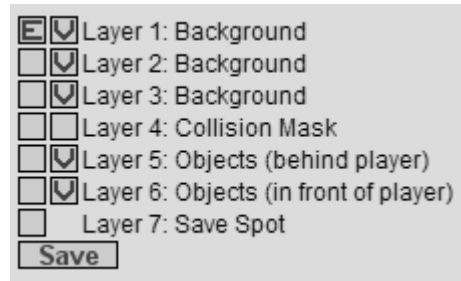 E V Layer 1: Background
V Layer 2: Background
V Layer 3: Background
Layer 4: Collision Mask
V Layer 5: Objects (behind player)
V Layer 6: Objects (in front of player)
Layer 7: Save Spot
Save